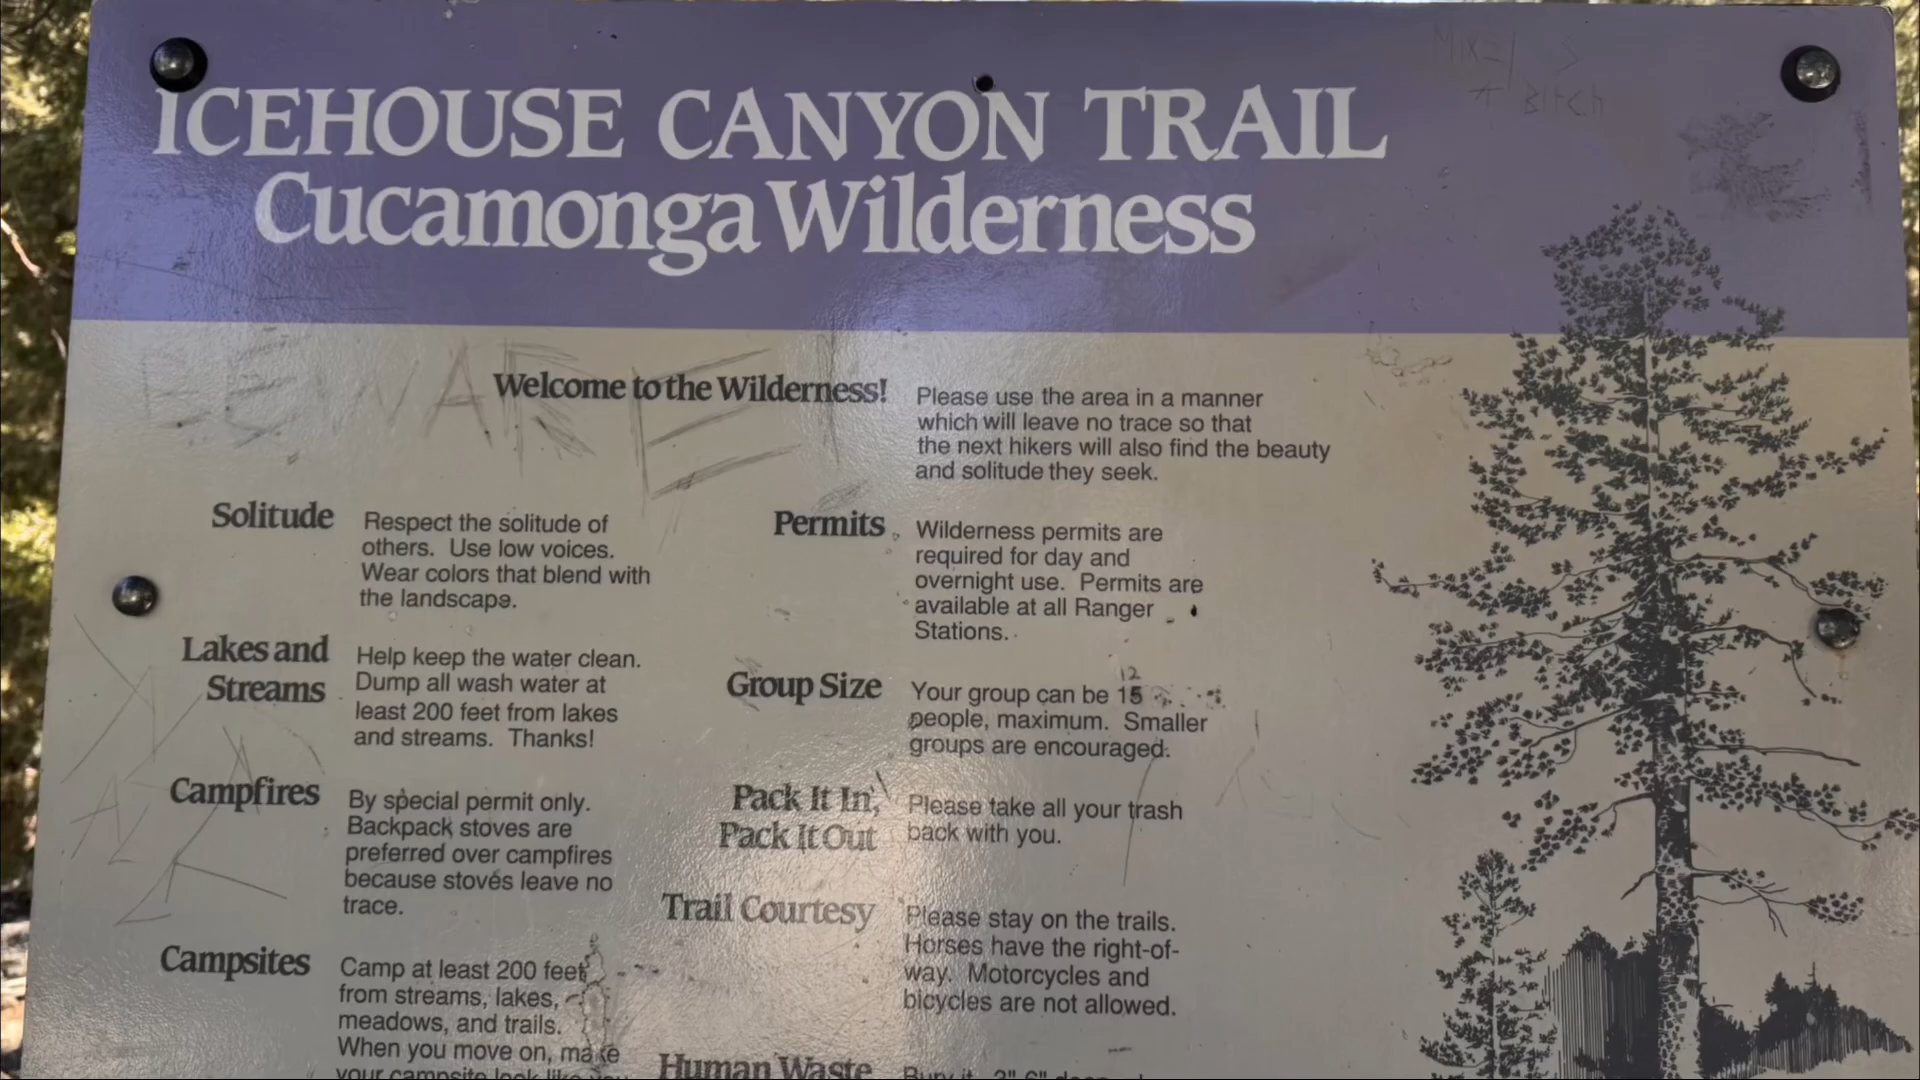 ICEHOUSE CANYON TRAIL
Cucamonga Wilderness
BEWARE!
Welcome to the Wilderness!
Please use the area in a manner
which will leave no trace so that
the next hikers will also find the beauty
and solitude they seek.
Solitude
Respect the solitude of
others. Use low voices.
Wear colors that blend with
the landscape.
Lakes and
Streams
Help keep the water clean.
Dump all wash water at
least 200 feet from lakes
and streams. Thanks!
Campfires
By special permit only.
Backpack stoves are
preferred over campfires
because stoves leave no
trace.
Campsites
Camp at least 200 feet
from streams, lakes,
meadows, and trails.
When you move on, make
your campsite look like you
Permits
Wilderness permits are
required for day and
overnight use. Permits are
available at all Ranger
Stations.
Group Size
12
Your group can be 15
people, maximum. Smaller
groups are encouraged.
Pack It In,
Pack It Out
Please take all your trash
back with you.
Trail Courtesy
Please stay on the trails.
Horses have the right-of-
way. Motorcycles and
bicycles are not allowed.
Human Waste
Bury it 3"-6" deep
Bitch